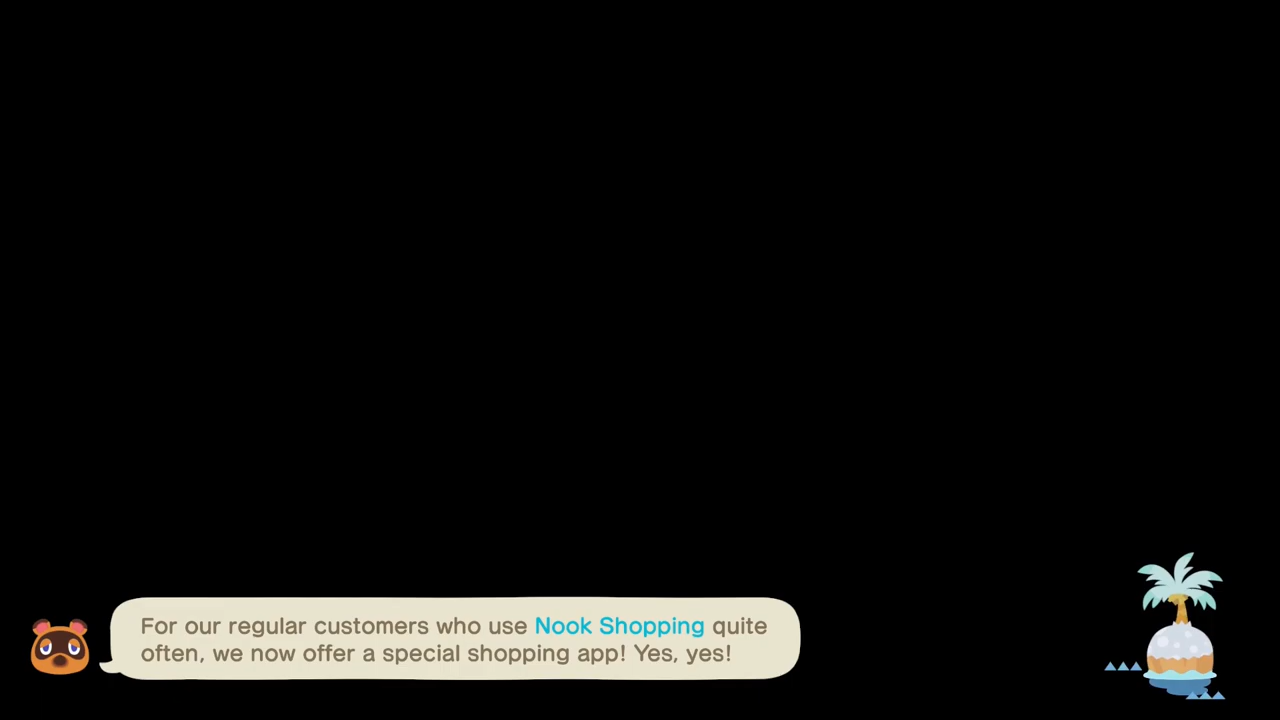 For our regular customers who use Nook Shopping quite
often, we now offer a special shopping app! Yes, yes!